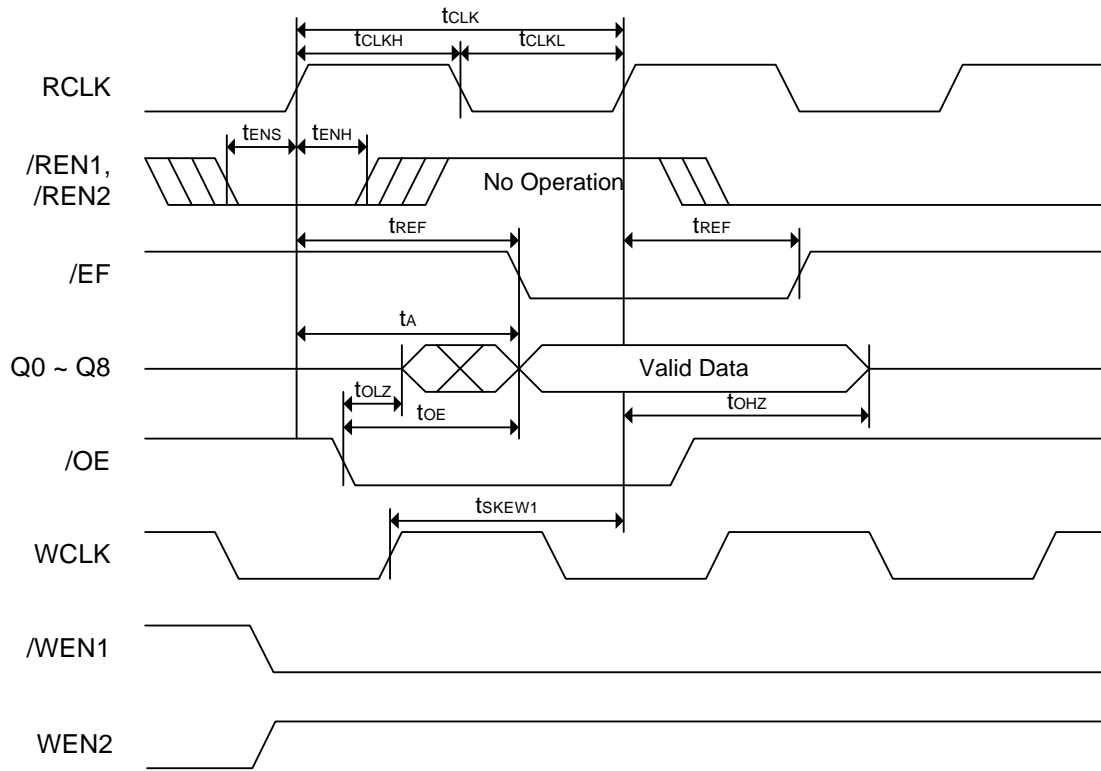 tCLK
tCLKH tCLKL
RCLK
tENS tENH
/REN1,
/REN2
No Operation
tREF tREF
/EF
tA
Q0 ~ Q8
Valid Data
tOLZ
tOE
tOHZ
/OE
tSKEW1
WCLK
/WEN1
WEN2